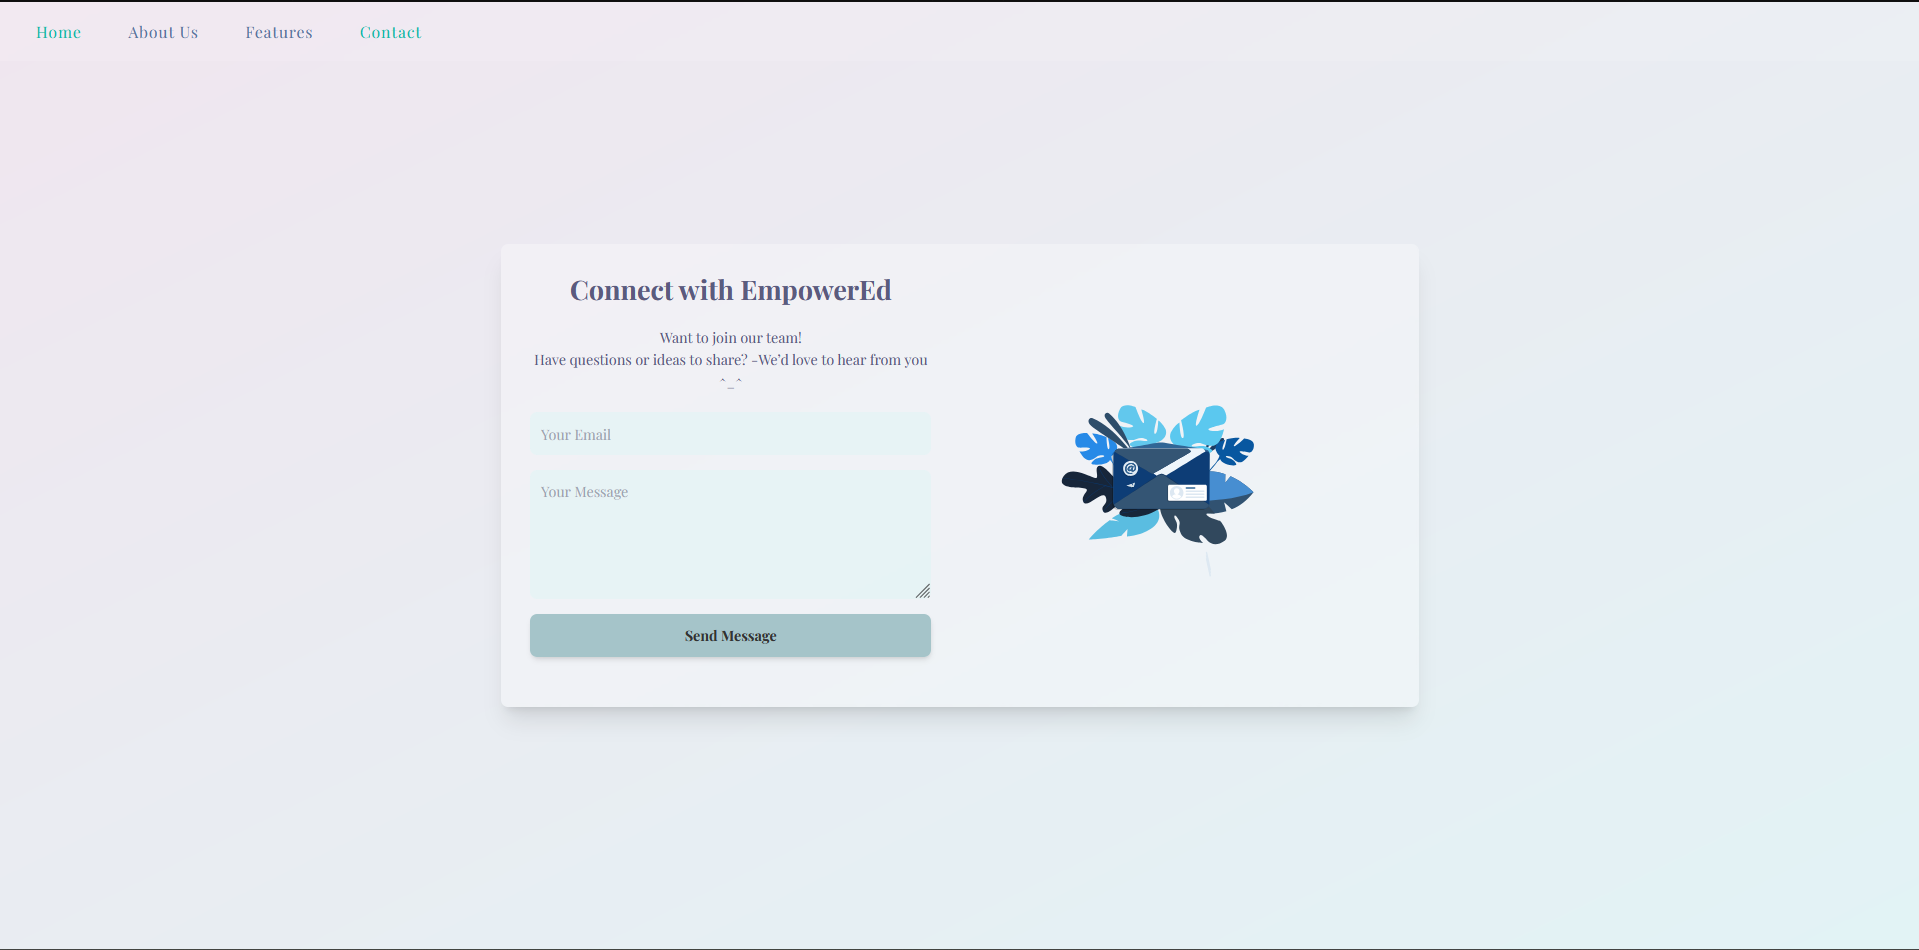 Home
About Us
Features
Contact
Connect with EmpowerEd
Want to join our team!
Have questions or ideas to share? -We'd love to hear from you
^_^
Your Email
Your Message
@
Send Message